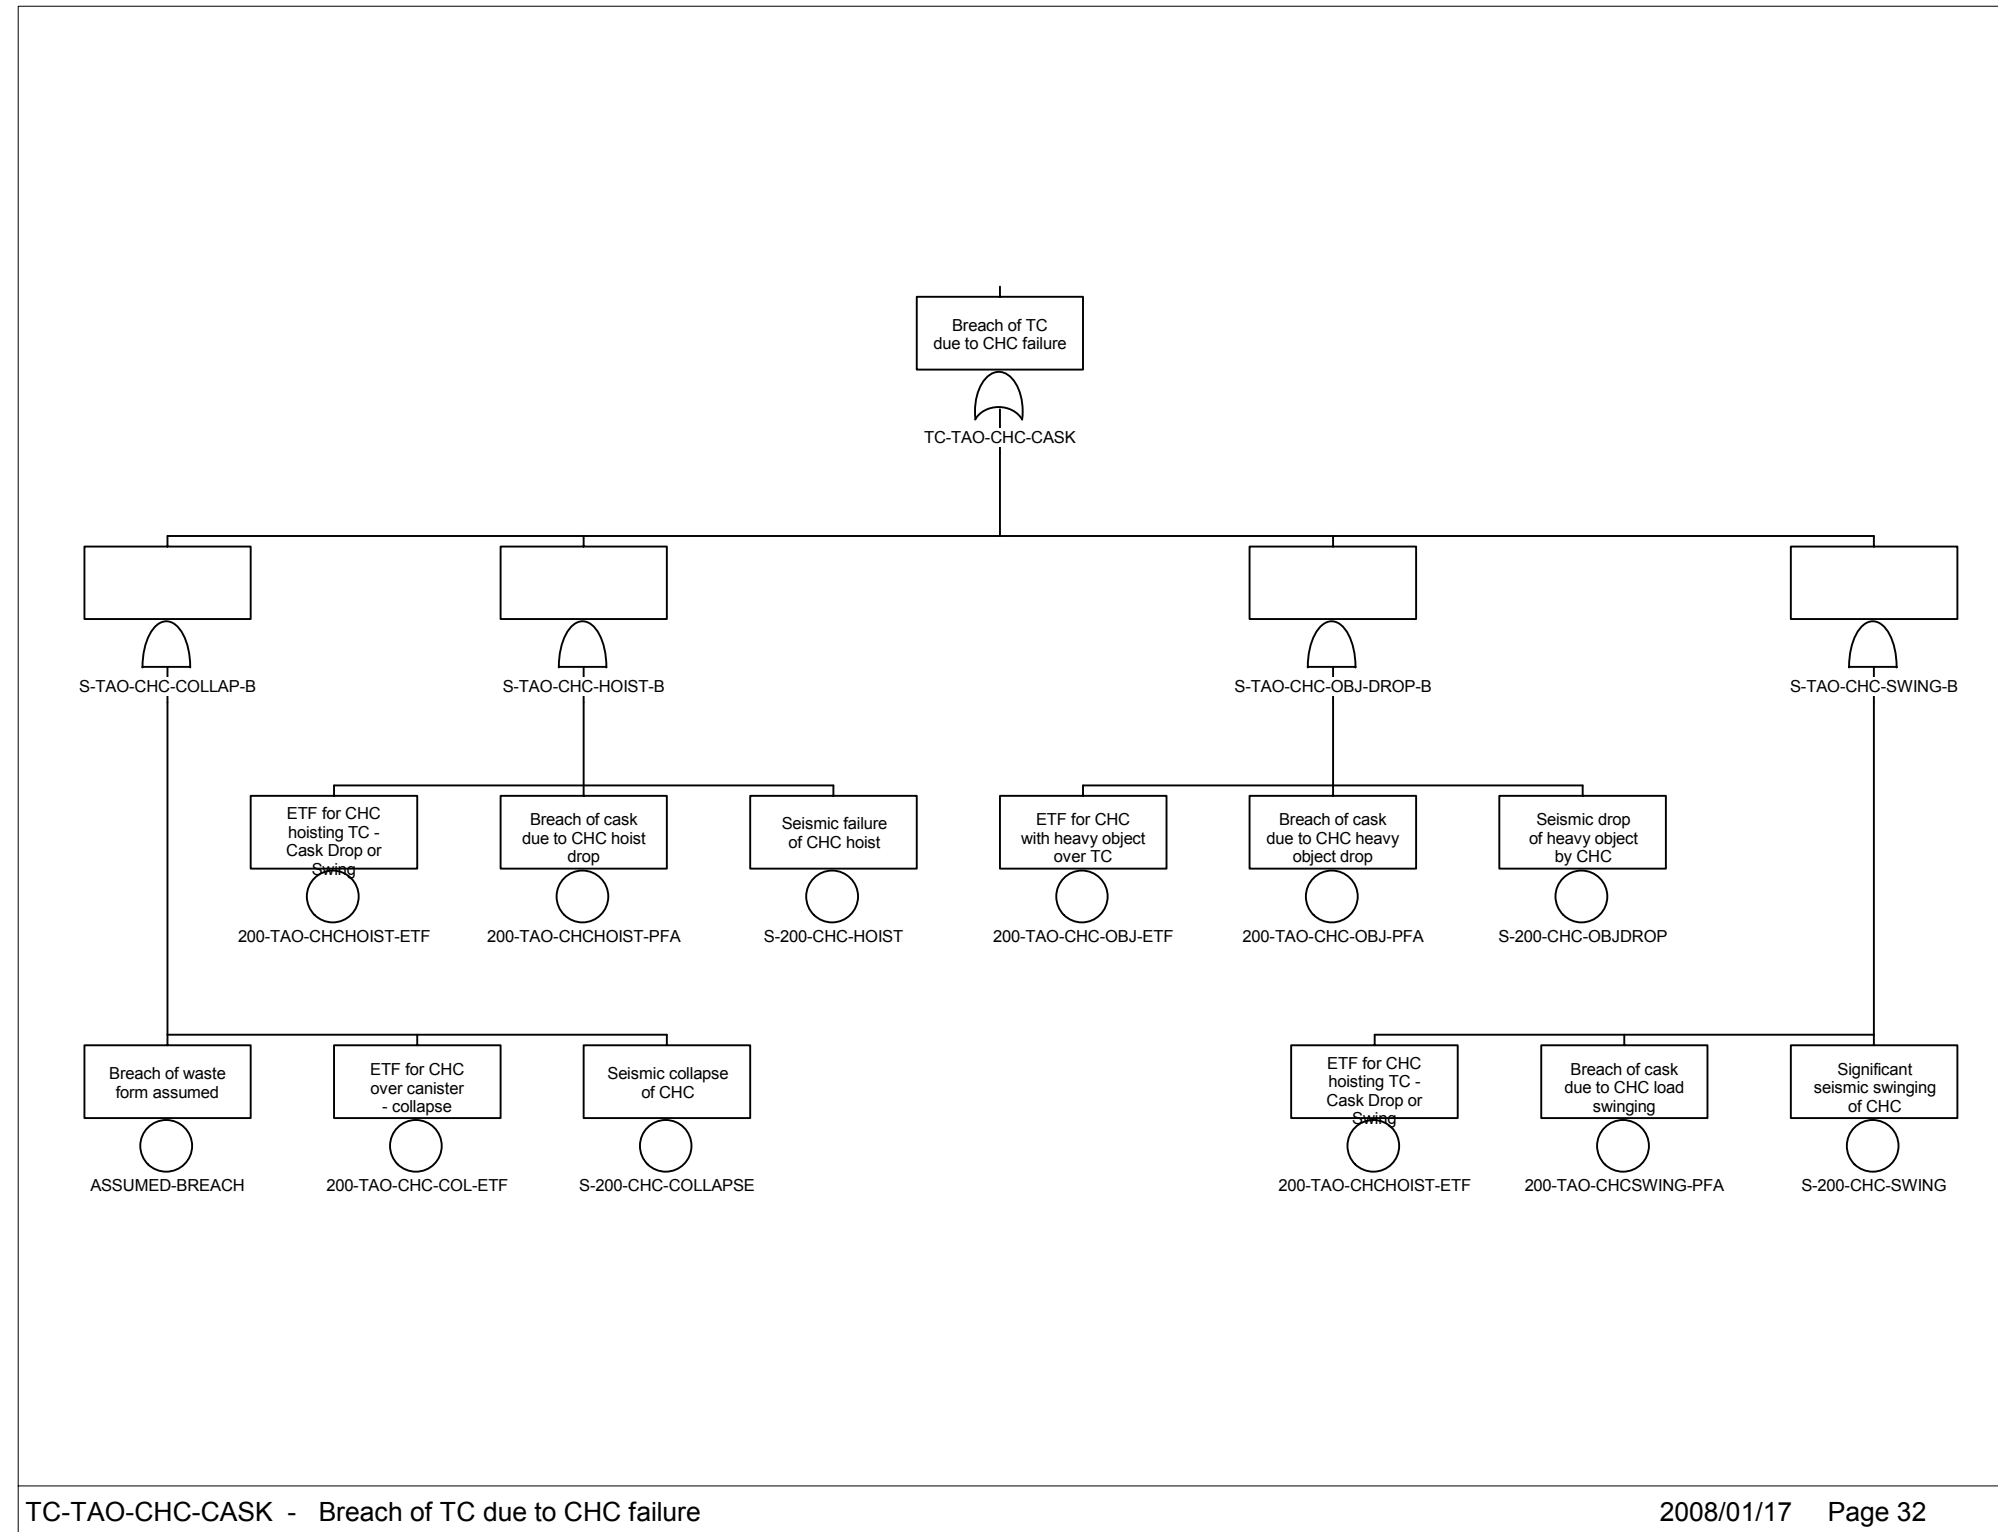 Breach of TC
due to CHC failure
TC-TAO-CHC-CASK
S-TAO-CHC-COLLAP-B
S-TAO-CHC-HOIST-B
S-TAO-CHC-OBJ-DROP-B
S-TAO-CHC-SWING-B
ETF for CHC
hoisting TC -
Cask Drop or
Swing
200-TAO-CHCHOIST-ETF
Breach of cask
due to CHC hoist
drop
200-TAO-CHCHOIST-PFA
Seismic failure
of CHC hoist
S-200-CHC-HOIST
ETF for CHC
with heavy object
over TC
200-TAO-CHC-OBJ-ETF
Breach of cask
due to CHC heavy
object drop
200-TAO-CHC-OBJ-PFA
Seismic drop
of heavy object
by CHC
S-200-CHC-OBJDROP
Breach of waste
form assumed
ASSUMED-BREACH
ETF for CHC
over canister
- collapse
200-TAO-CHC-COL-ETF
Seismic collapse
of CHC
S-200-CHC-COLLAPSE
ETF for CHC
hoisting TC -
Cask Drop or
Swing
200-TAO-CHCHOIST-ETF
Breach of cask
due to CHC load
swinging
200-TAO-CHCSWING-PFA
Significant
seismic swinging
of CHC
S-200-CHC-SWING
TC-TAO-CHC-CASK - Breach of TC due to CHC failure
2008/01/17 Page 32